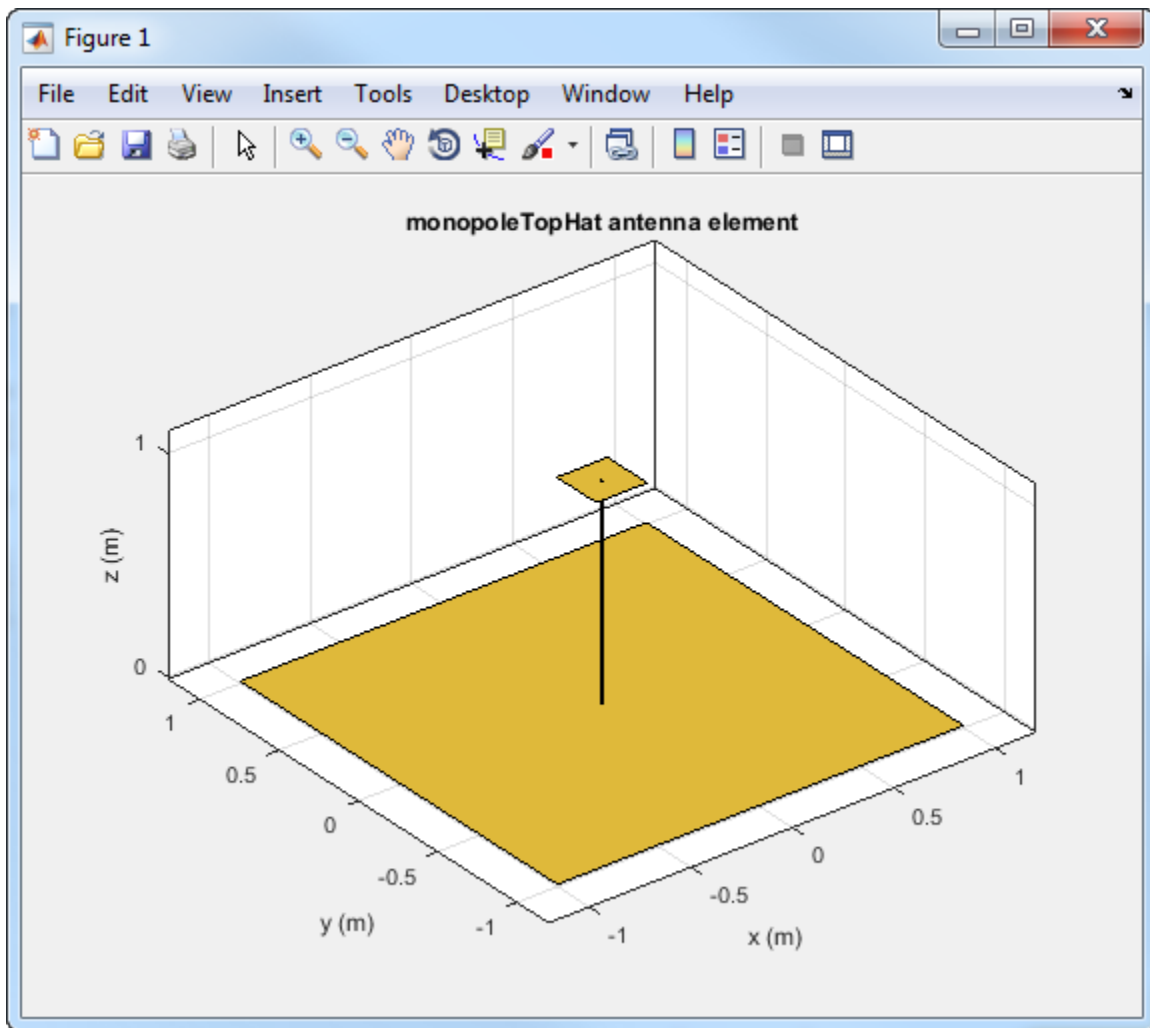 Figure 1
File Edit View Insert Tools Desktop Window Help
monopoleTopHat antenna element
1
z (m)
0
1
0.5
0
-0.5
-1
y (m)
1
0.5
0
-0.5
-1
x (m)